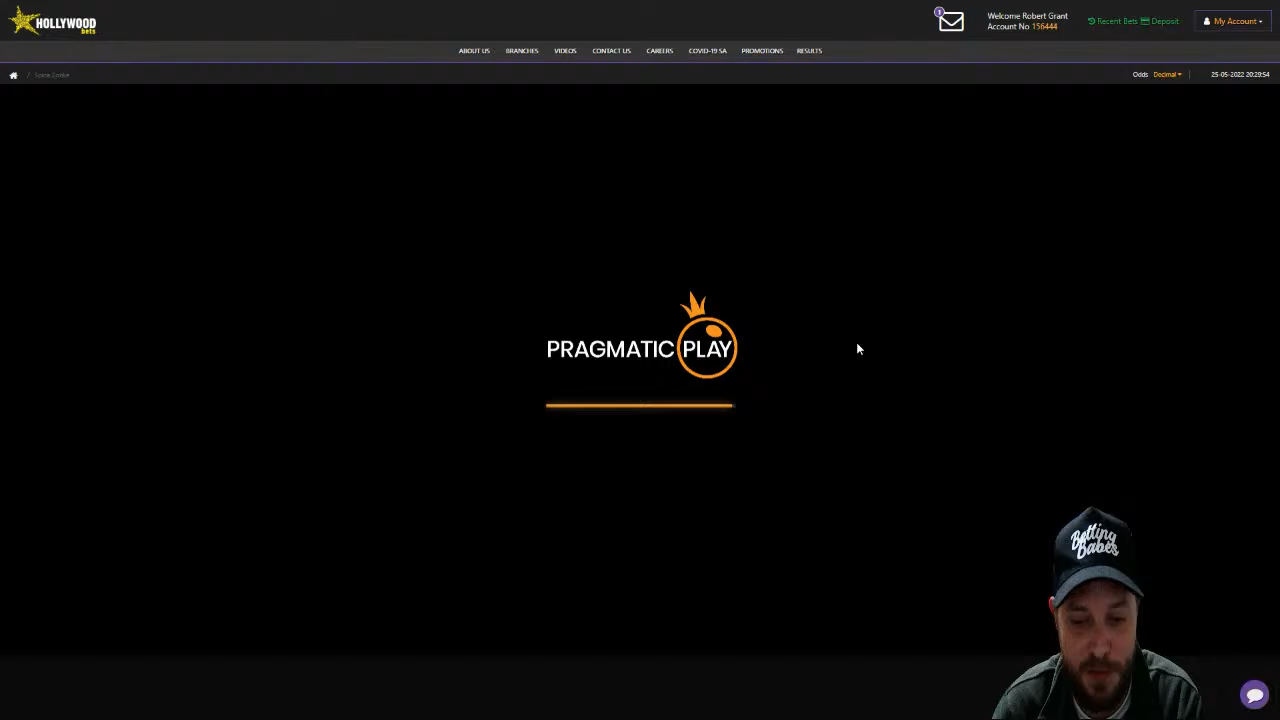 HOLLYWOOD
bets
1
Welcome Robert Grant
Account No 156444
Recent Bets
Deposit
My Account
ABOUT US
BRANCHES
VIDEOS
CONTACT US
CAREERS
COVID-19 SA
PROMOTIONS
RESULTS
/
Odds
Decimal
25-05-2022 20:29:54
PRAGMATIC PLAY
Betting
Babes